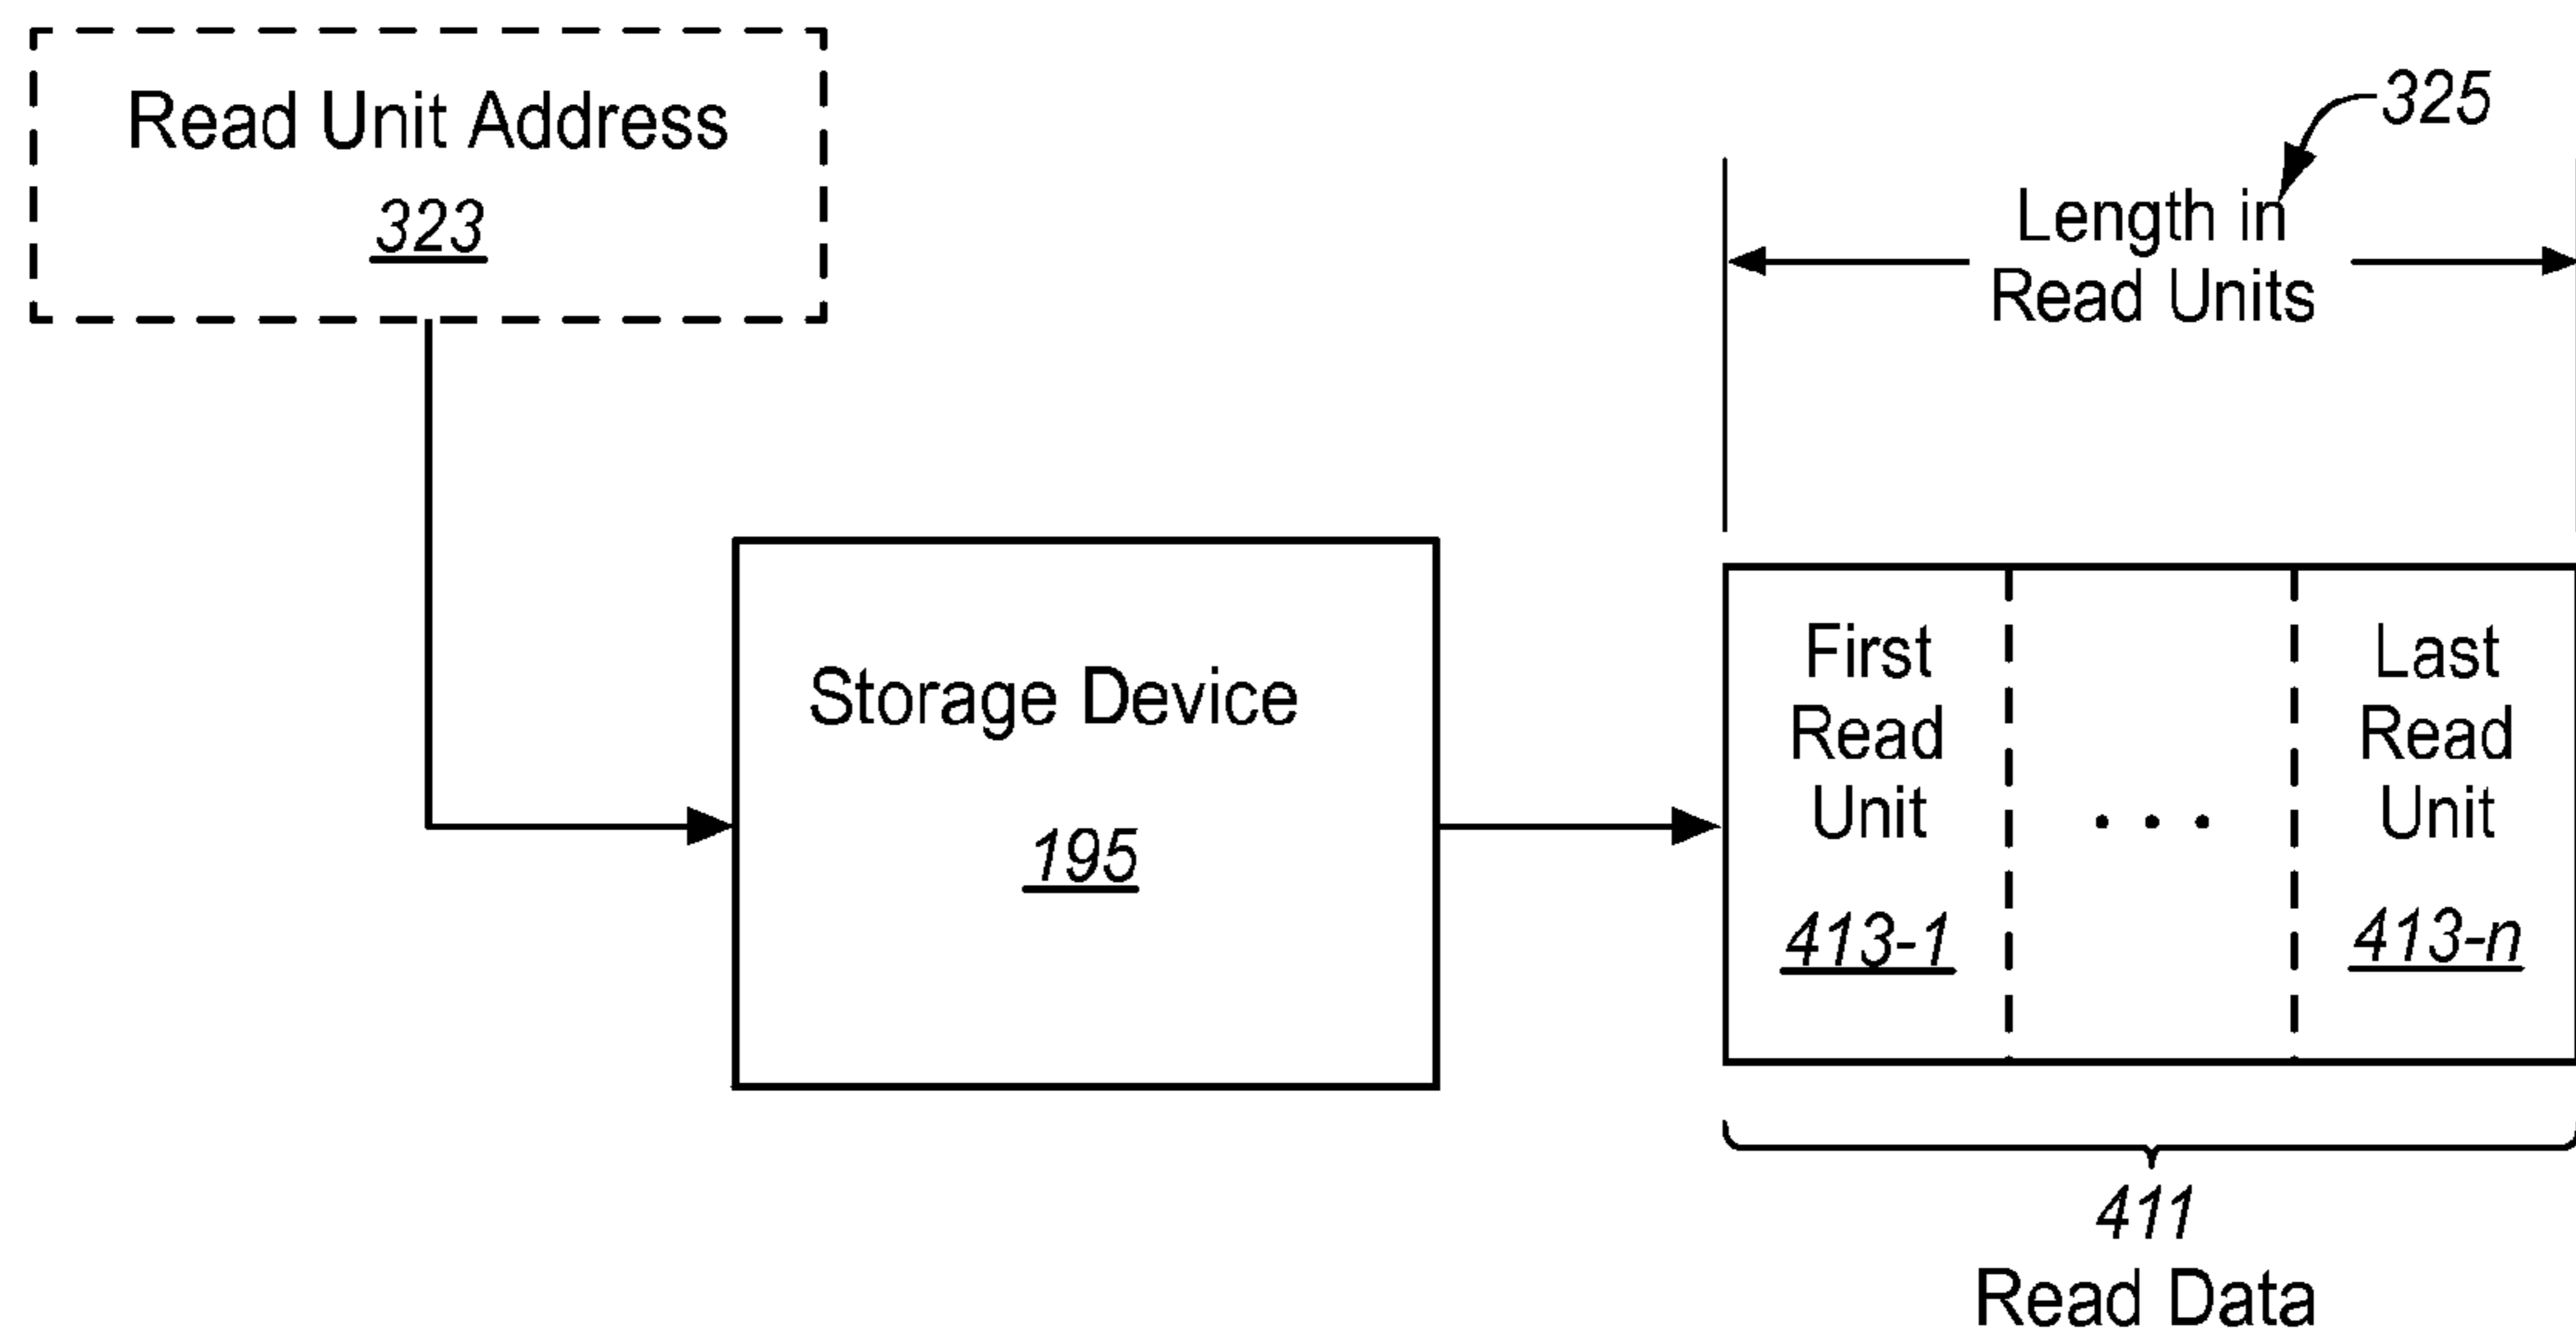 Read Unit Address
323
325
Length in
Read Units
Storage Device
195
First
Read
Unit
413-1
. . .
Last
Read
Unit
413-n
411
Read Data